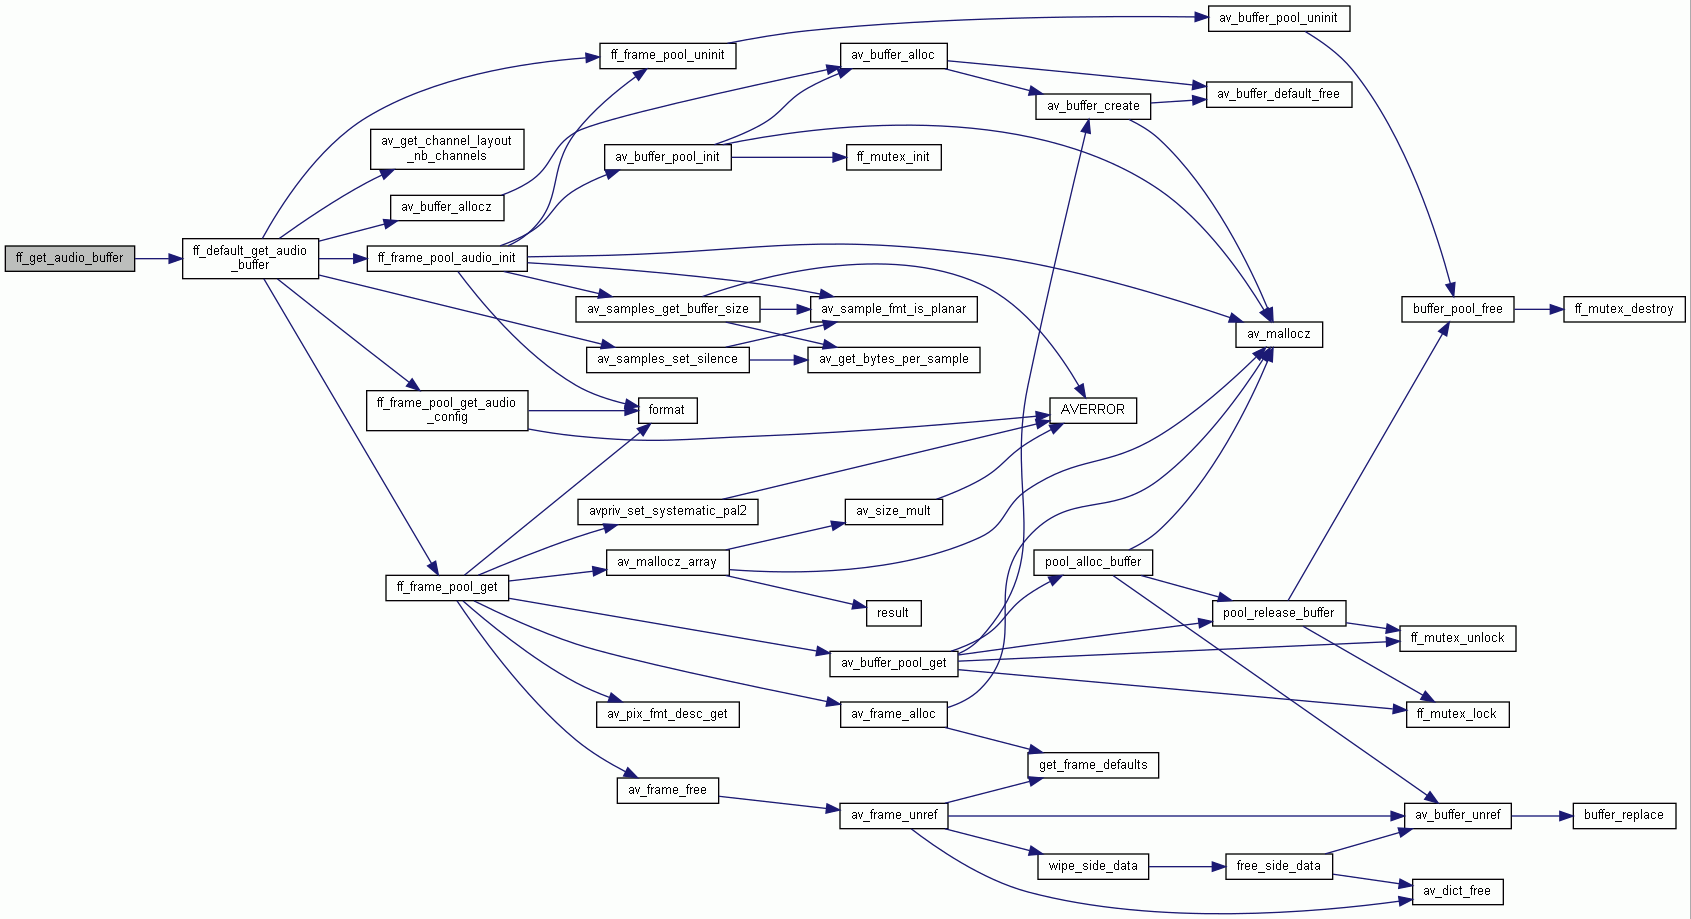 av_buffer_pool_uninit
ff_frame_pool_uninit
av_buffer_alloc
av_buffer_default_free
av_buffer_create
av_get_channel_layout
_nb_channels
av_buffer_pool_init
ff_mutex_init
av_buffer_allocz
ff_get_audio_buffer
ff_default_get_audio
_buffer
ff_frame_pool_audio_init
av_samples_get_buffer_size
av_sample_fmt_is_planar
buffer_pool_free
ff_mutex_destroy
av_mallocz
av_samples_set_silence
av_get_bytes_per_sample
ff_frame_pool_get_audio
_config
format
AVERROR
avpriv_set_systematic_pal2
av_size_mult
av_mallocz_array
pool_alloc_buffer
ff_frame_pool_get
result
pool_release_buffer
ff_mutex_unlock
av_buffer_pool_get
av_pix_fmt_desc_get
av_frame_alloc
ff_mutex_lock
get_frame_defaults
av_frame_free
av_frame_unref
av_buffer_unref
buffer_replace
wipe_side_data
free_side_data
av_dict_free